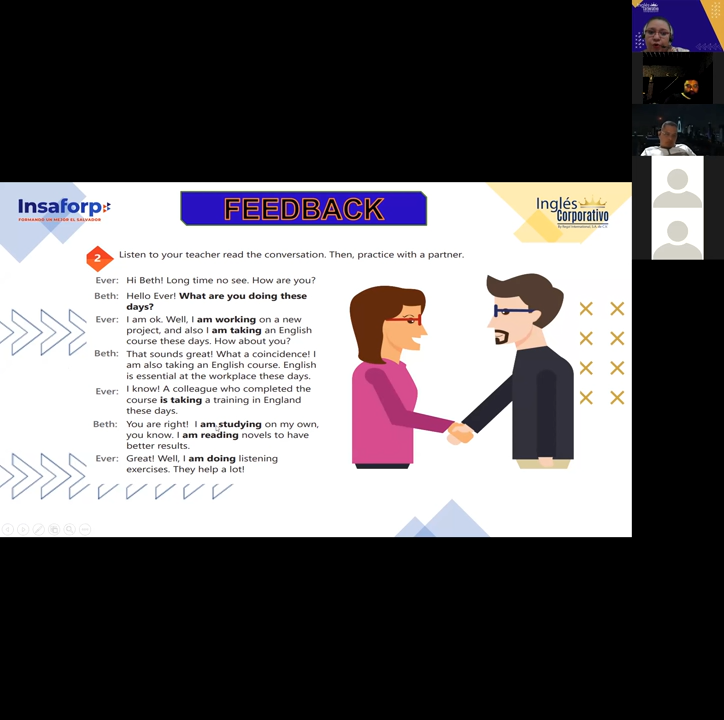 Insaforp
FORMANDO UN MEJOR EL SALVADOR
FEEDBACK
Inglés
Corporativo
2
Listen to your teacher read the conversation. Then, practice with a partner.
Ever: Hi Beth! Long time no see. How are you?
Beth: Hello Ever! What are you doing these
days?
Ever: I am ok. Well, I am working on a new
project, and also I am taking an English
course these days. How about you?
Beth: That sounds great! What a coincidence! I
am also taking an English course. English
is essential at the workplace these days.
Ever: I know! A colleague who completed the
course is taking a training in England
these days.
Beth: You are right! I am studying on my own,
you know. I am reading novels to have
better results.
Ever: Great! Well, I am doing listening
exercises. They help a lot!